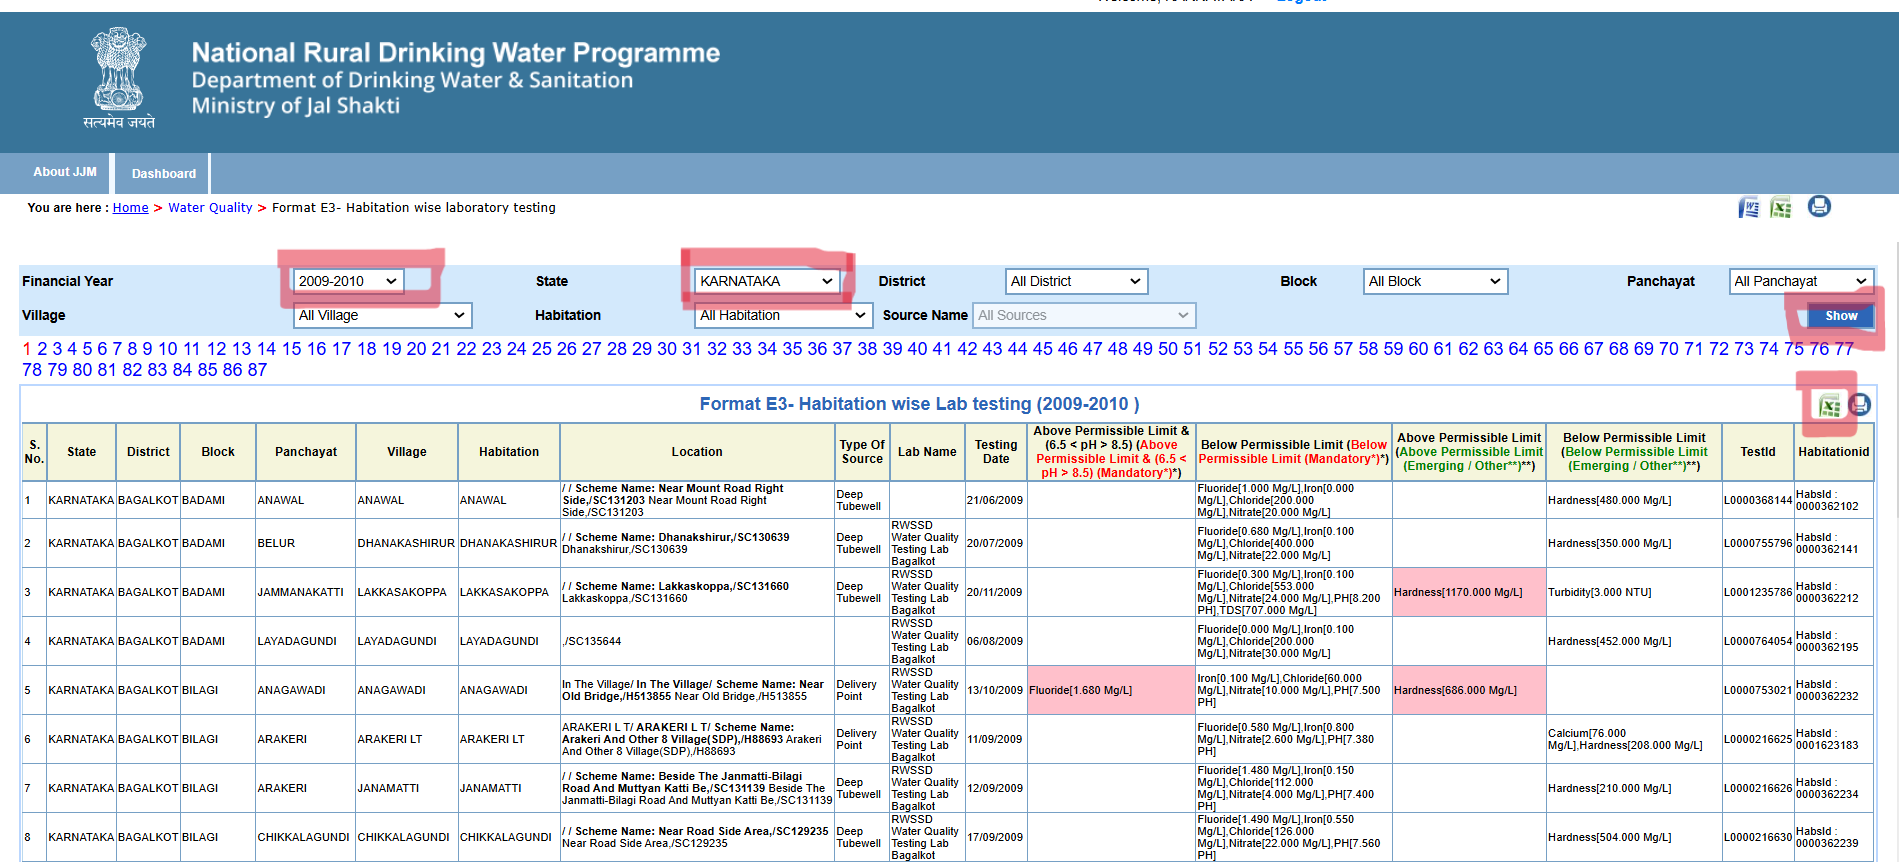 Logout
National Rural Drinking Water Programme
Department of Drinking Water & Sanitation
Ministry of Jal Shakti
सत्यमेव जयते
About JJM Dashboard
You are here : Home > Water Quality > Format E3- Habitation wise laboratory testing
Financial Year 2009-2010 State KARNATAKA District All District Block All Block Panchayat All Panchayat
Village All Village Habitation All Habitation Source Name All Sources Show
1 2 3 4 5 6 7 8 9 10 11 12 13 14 15 16 17 18 19 20 21 22 23 24 25 26 27 28 29 30 31 32 33 34 35 36 37 38 39 40 41 42 43 44 45 46 47 48 49 50 51 52 53 54 55 56 57 58 59 60 61 62 63 64 65 66 67 68 69 70 71 72 73 74 75 76 77
78 79 80 81 82 83 84 85 86 87
Format E3- Habitation wise Lab testing (2009-2010 )
S. No. State District Block Panchayat Village Habitation Location Type Of Source Lab Name Testing Date Above Permissible Limit & (6.5 < pH > 8.5) (Above Permissible Limit & (6.5 < pH > 8.5) (Mandatory*)*) Below Permissible Limit (Below Permissible Limit (Mandatory*)*) Above Permissible Limit (Above Permissible Limit (Emerging / Other**)**) Below Permissible Limit (Below Permissible Limit (Emerging / Other**)**) TestId Habitationid
1 KARNATAKA BAGALKOT BADAMI ANAWAL ANAWAL ANAWAL / / Scheme Name: Near Mount Road Right Side,/SC131203 Near Mount Road Right Side,/SC131203 Deep Tubewell 21/06/2009 Fluoride[1.000 Mg/L],Iron[0.000 Mg/L],Chloride[200.000 Mg/L],Nitrate[20.000 Mg/L] Hardness[480.000 Mg/L] L0000368144 HabsId : 0000362102
2 KARNATAKA BAGALKOT BADAMI BELUR DHANAKASHIRUR DHANAKASHIRUR / / Scheme Name: Dhanakshirur,/SC130639 Dhanakshirur,/SC130639 Deep Tubewell RWSSD Water Quality Testing Lab Bagalkot 20/07/2009 Fluoride[0.680 Mg/L],Iron[0.100 Mg/L],Chloride[400.000 Mg/L],Nitrate[22.000 Mg/L] Hardness[350.000 Mg/L] L0000755796 HabsId : 0000362141
3 KARNATAKA BAGALKOT BADAMI JAMMANAKATTI LAKKASAKOPPA LAKKASAKOPPA / / Scheme Name: Lakkaskoppa,/SC131660 Lakkaskoppa,/SC131660 Deep Tubewell RWSSD Water Quality Testing Lab Bagalkot 20/11/2009 Fluoride[0.300 Mg/L],Iron[0.100 Mg/L],Chloride[553.000 Mg/L],Nitrate[24.000 Mg/L],PH[8.200 PH],TDS[707.000 Mg/L] Hardness[1170.000 Mg/L] Turbidity[3.000 NTU] L0001235786 HabsId : 0000362212
4 KARNATAKA BAGALKOT BADAMI LAYADAGUNDI LAYADAGUNDI LAYADAGUNDI ,/SC135644 RWSSD Water Quality Testing Lab Bagalkot 06/08/2009 Fluoride[0.000 Mg/L],Iron[0.100 Mg/L],Chloride[200.000 Mg/L],Nitrate[30.000 Mg/L] Hardness[452.000 Mg/L] L0000764054 HabsId : 0000362195
5 KARNATAKA BAGALKOT BILAGI ANAGAWADI ANAGAWADI ANAGAWADI In The Village/ In The Village/ Scheme Name: Near Old Bridge,/H513855 Near Old Bridge,/H513855 Delivery Point RWSSD Water Quality Testing Lab Bagalkot 13/10/2009 Fluoride[1.680 Mg/L] Iron[0.100 Mg/L],Chloride[60.000 Mg/L],Nitrate[10.000 Mg/L],PH[7.500 PH] Hardness[686.000 Mg/L] L0000753021 HabsId : 0000362232
6 KARNATAKA BAGALKOT BILAGI ARAKERI ARAKERI LT ARAKERI LT ARAKERI L T/ ARAKERI L T/ Scheme Name: Arakeri And Other 8 Village(SDP),/H88693 Arakeri And Other 8 Village(SDP),/H88693 Delivery Point RWSSD Water Quality Testing Lab Bagalkot 11/09/2009 Fluoride[0.580 Mg/L],Iron[0.800 Mg/L],Nitrate[2.600 Mg/L],PH[7.380 PH] Calcium[76.000 Mg/L],Hardness[208.000 Mg/L] L0000216625 HabsId : 0001623183
7 KARNATAKA BAGALKOT BILAGI ARAKERI JANAMATTI JANAMATTI / / Scheme Name: Beside The Janmatti-Bilagi Road And Muttyan Katti Be,/SC131139 Beside The Janmatti-Bilagi Road And Muttyan Katti Be,/SC131139 Deep Tubewell RWSSD Water Quality Testing Lab Bagalkot 12/09/2009 Fluoride[1.480 Mg/L],Iron[0.150 Mg/L],Chloride[112.000 Mg/L],Nitrate[4.000 Mg/L],PH[7.400 PH] Hardness[210.000 Mg/L] L0000216626 HabsId : 0000362234
8 KARNATAKA BAGALKOT BILAGI CHIKKALAGUNDI CHIKKALAGUNDI CHIKKALAGUNDI / / Scheme Name: Near Road Side Area,/SC129235 Near Road Side Area,/SC129235 Deep Tubewell RWSSD Water Quality Testing Lab Bagalkot 17/09/2009 Fluoride[1.490 Mg/L],Iron[0.550 Mg/L],Chloride[126.000 Mg/L],Nitrate[22.000 Mg/L],PH[7.560 PH] Hardness[504.000 Mg/L] L0000216630 HabsId : 0000362239